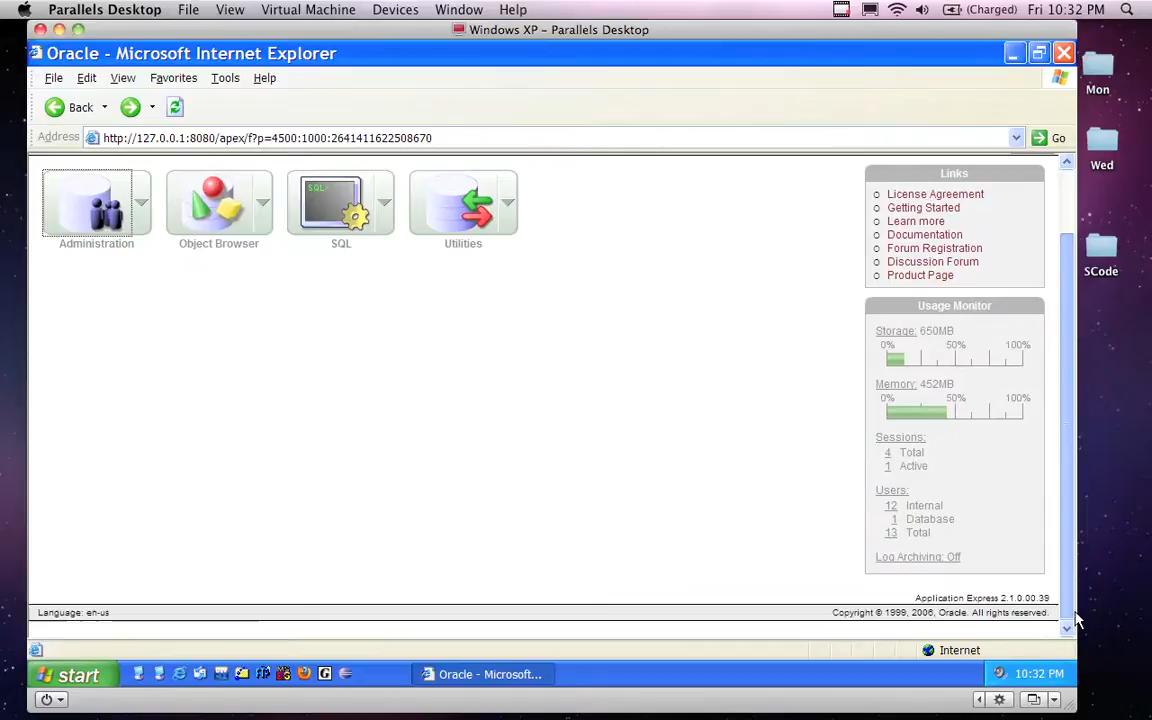 Parallels Desktop File View Virtual Machine Devices Window Help (Charged) Fri 10:32 PM
Windows XP – Parallels Desktop
Oracle - Microsoft Internet Explorer
File Edit View Favorites Tools Help
Back
Address http://127.0.0.1:8080/apex/f?p=4500:1000:2641411622508670 Go
Mon
Wed
SCode
SQL>
Administration Object Browser SQL Utilities
Links
License Agreement
Getting Started
Learn more
Documentation
Forum Registration
Discussion Forum
Product Page
Usage Monitor
Storage: 650MB
0% 50% 100%
Memory: 452MB
0% 50% 100%
Sessions:
4 Total
1 Active
Users:
12 Internal
1 Database
13 Total
Log Archiving: Off
Application Express 2.1.0.00.39
Language: en-us Copyright © 1999, 2006, Oracle. All rights reserved.
Internet
start Oracle - Microsoft... 10:32 PM